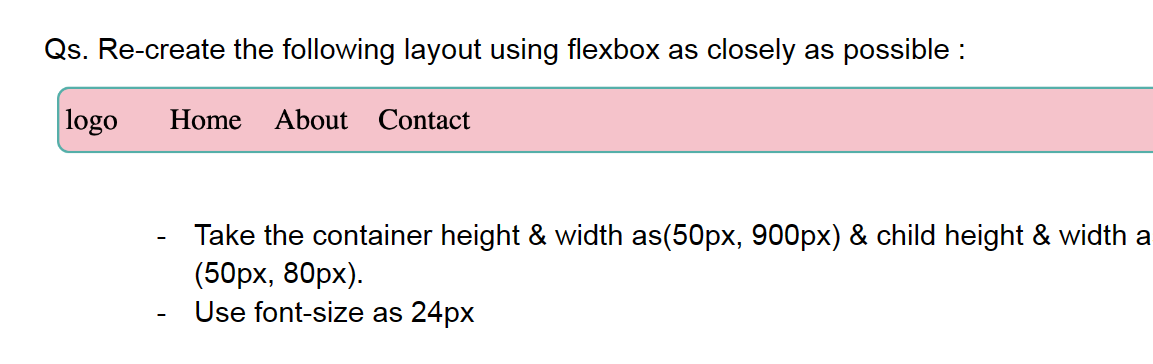 Qs. Re-create the following layout using flexbox as closely as possible :
logo Home About Contact
- Take the container height & width as(50px, 900px) & child height & width a
(50px, 80px).
- Use font-size as 24px